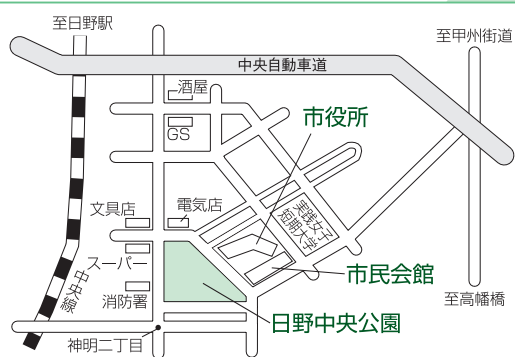 至日野駅
至甲州街道
中央自動車道
酒屋
GS
市役所
文具店
電気店
実践女子
短期大学
スーパー
中央線
消防署
市民会館
至高幡橋
日野中央公園
神明二丁目